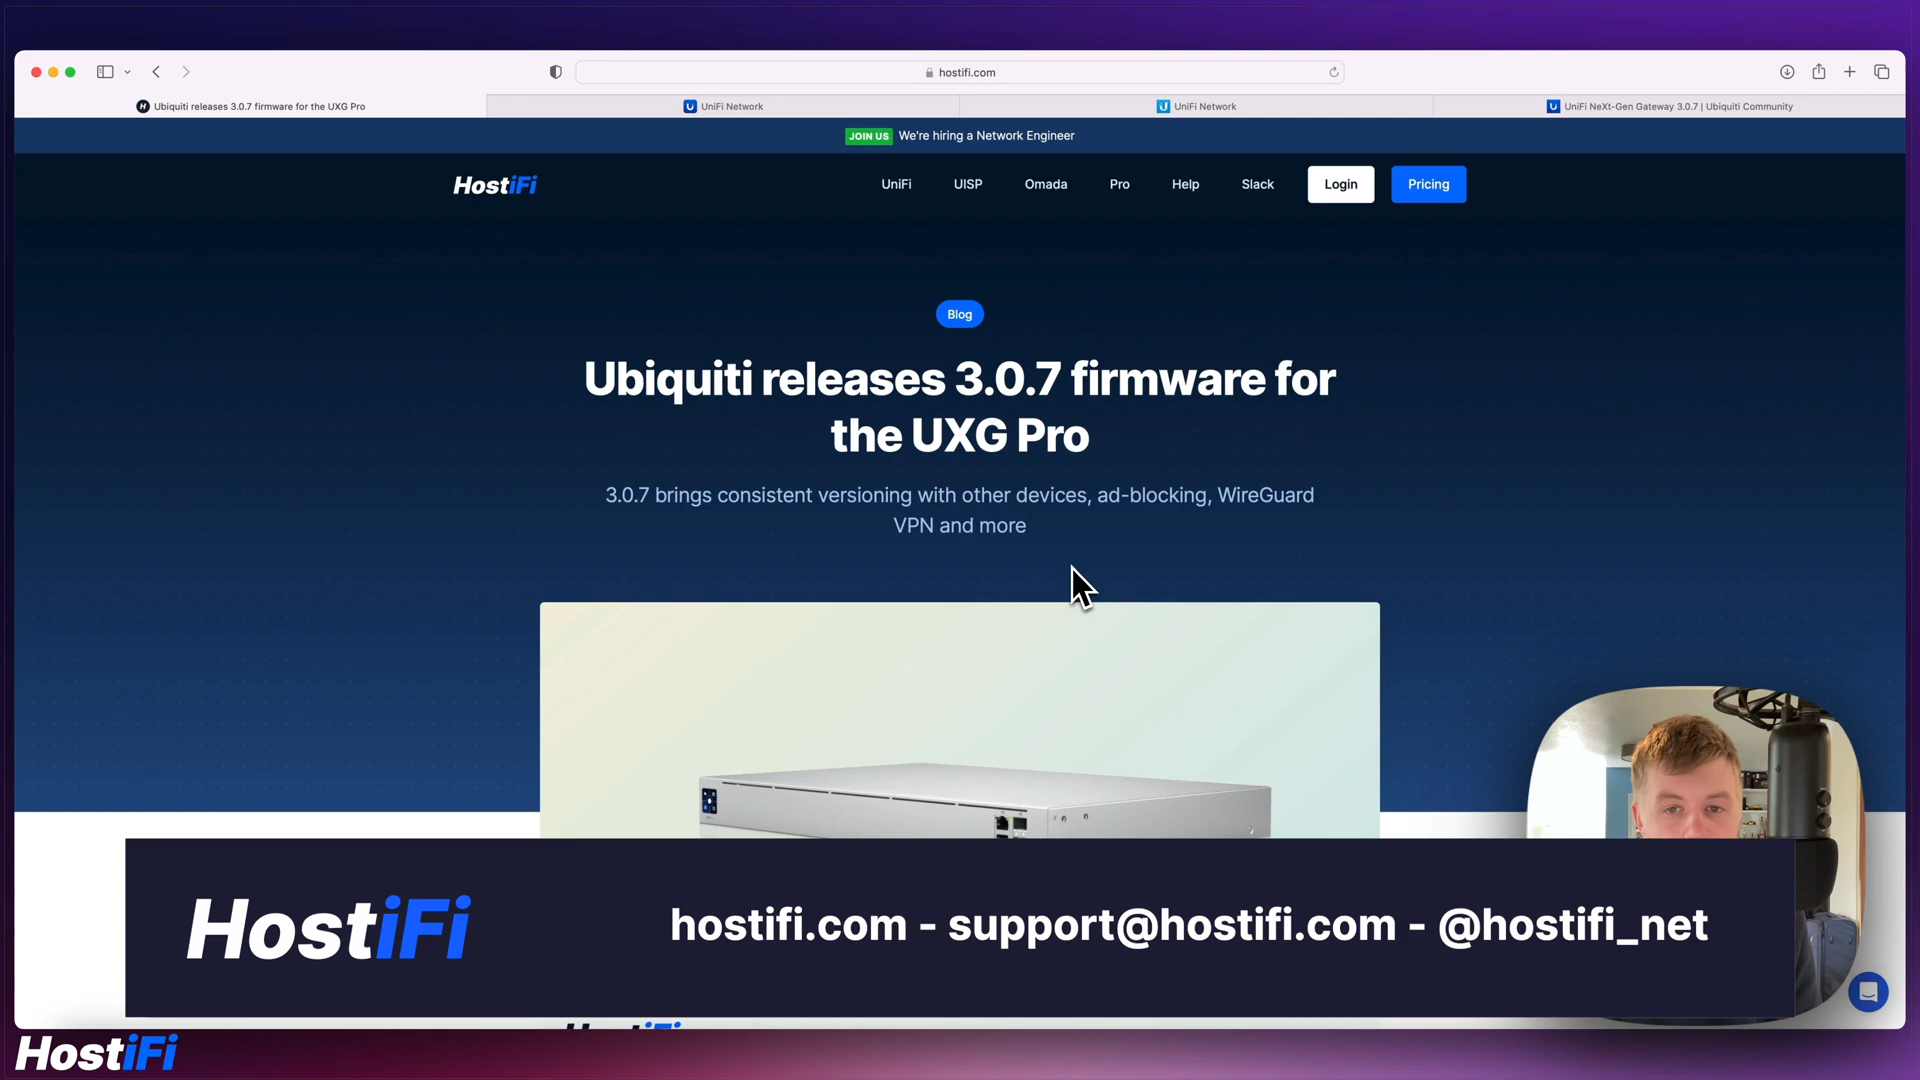 hostifi.com
Ubiquiti releases 3.0.7 firmware for the UXG Pro
UniFi Network
UniFi Network
UniFi NeXt-Gen Gateway 3.0.7 | Ubiquiti Community
JOIN US We're hiring a Network Engineer
HostiFi
UniFi
UISP
Omada
Pro
Help
Slack
Login
Pricing
Blog
Ubiquiti releases 3.0.7 firmware for
the UXG Pro
3.0.7 brings consistent versioning with other devices, ad-blocking, WireGuard
VPN and more
HostiFi
hostifi.com - support@hostifi.com - @hostifi_net
HostiFi
HostiFi